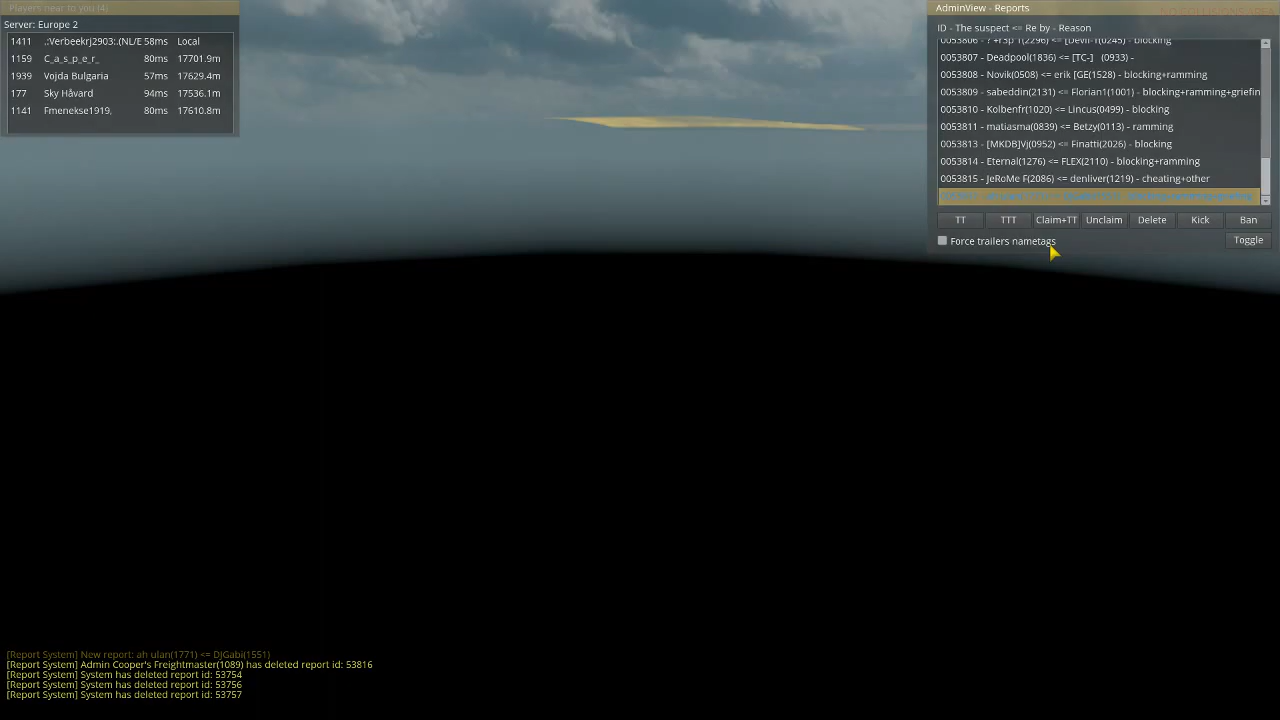 Players near to you (4)
Server: Europe 2
1411 .:Verbeekrj2903:.(NL/E 58ms Local
1159 C_a_s_p_e_r_ 80ms 17701.9m
1939 Vojda Bulgaria 57ms 17629.4m
177 Sky Håvard 94ms 17536.1m
1141 Fmenekse1919, 80ms 17610.8m
AdminView - Reports
ID - The suspect <= Re by - Reason
0053807 - Deadpool(1836) <= [TC-] (0933) -
0053808 - Novik(0508) <= erik [GE(1528) - blocking+ramming
0053809 - sabeddin(2131) <= Florian1(1001) - blocking+ramming+griefin
0053810 - Kolbenfr(1020) <= Lincus(0499) - blocking
0053811 - matiasma(0839) <= Betzy(0113) - ramming
0053813 - [MKDB]Vj(0952) <= Finatti(2026) - blocking
0053814 - Eternal(1276) <= FLEX(2110) - blocking+ramming
0053815 - JeRoMe F(2086) <= denliver(1219) - cheating+other
TT TTT Claim+TT Unclaim Delete Kick Ban
Force trailers nametags Toggle
[Report System] New report: ah ulan(1771) <= DJGabi(1551)
[Report System] Admin Cooper's Freightmaster(1089) has deleted report id: 53816
[Report System] System has deleted report id: 53754
[Report System] System has deleted report id: 53756
[Report System] System has deleted report id: 53757